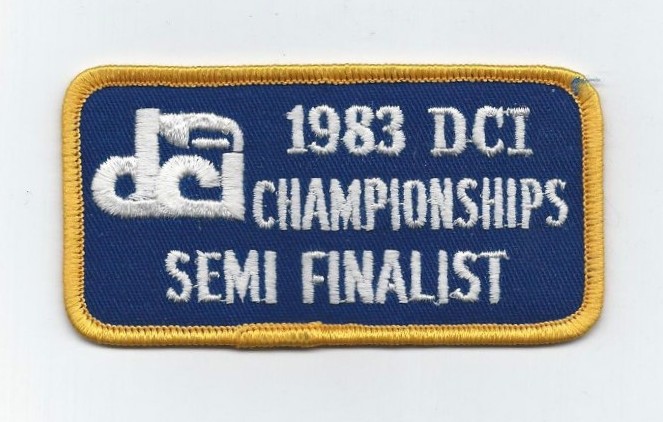 dci
1983 DCI
CHAMPIONSHIPS
SEMI FINALIST